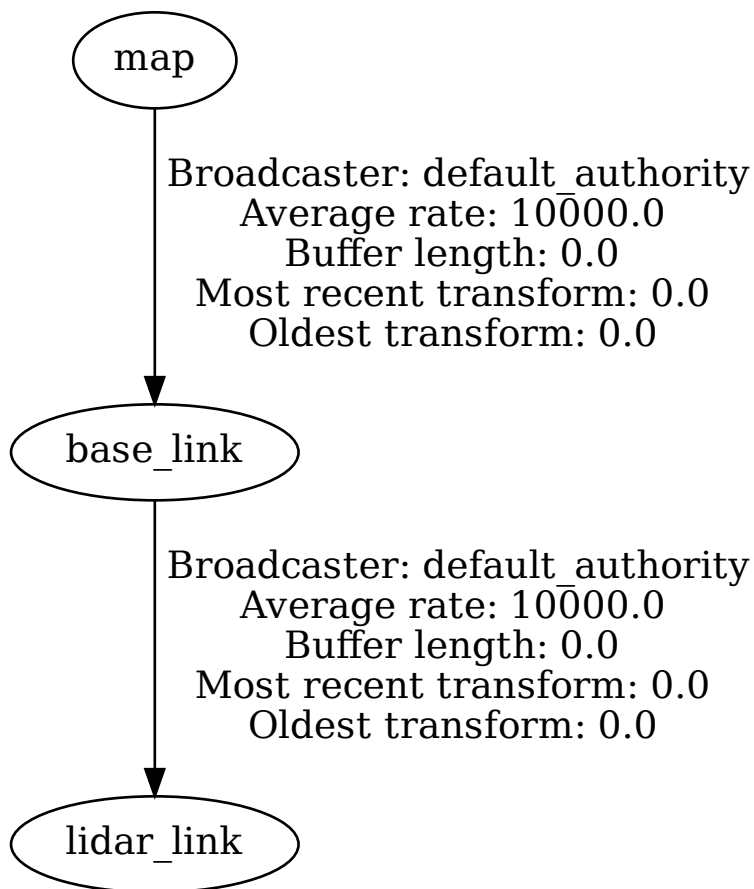 map
Broadcaster: default_authority
Average rate: 10000.0
Buffer length: 0.0
Most recent transform: 0.0
Oldest transform: 0.0
base_link
Broadcaster: default_authority
Average rate: 10000.0
Buffer length: 0.0
Most recent transform: 0.0
Oldest transform: 0.0
lidar_link